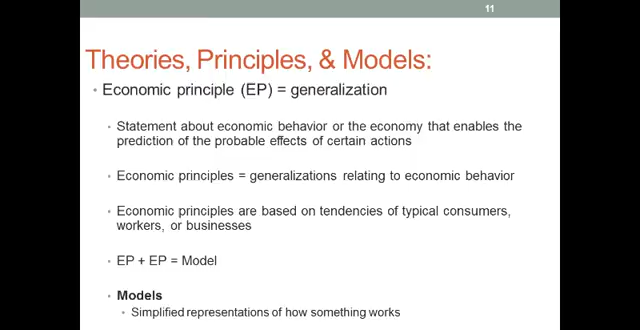 11
Theories, Principles, & Models:
• Economic principle (EP) = generalization
• Statement about economic behavior or the economy that enables the
prediction of the probable effects of certain actions
• Economic principles = generalizations relating to economic behavior
• Economic principles are based on tendencies of typical consumers,
workers, or businesses
• EP + EP = Model
• Models
• Simplified representations of how something works